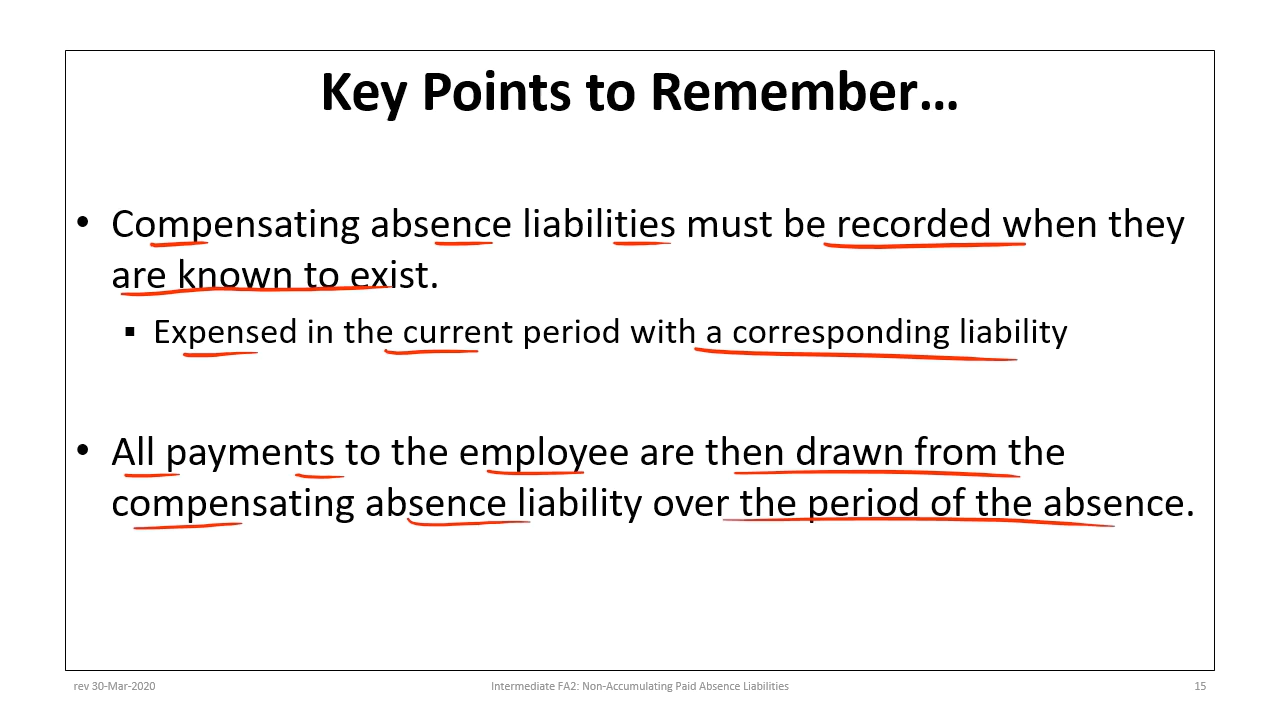 Key Points to Remember…
• Compensating absence liabilities must be recorded when they
are known to exist.
▪ Expensed in the current period with a corresponding liability
• All payments to the employee are then drawn from the
compensating absence liability over the period of the absence.
rev 30-Mar-2020
Intermediate FA2: Non-Accumulating Paid Absence Liabilities
15